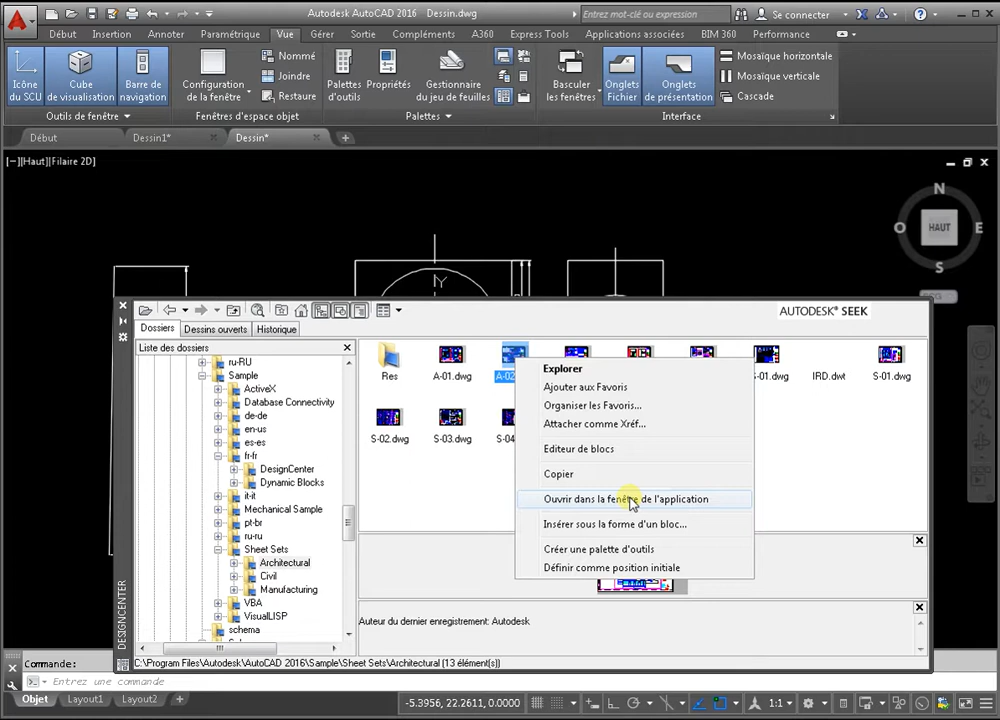 Autodesk AutoCAD 2016 Dessin.dwg
Entrez mot-clé ou expression
Se connecter
Début Insertion Annoter Paramétrique Vue Gérer Sortie Compléments A360 Express Tools Applications associées BIM 360 Performance
Icône du SCU
Cube de visualisation
Barre de navigation
Outils de fenêtre
Configuration de la fenêtre
Nommé
Joindre
Restaure
Fenêtres d'espace objet
Palettes d'outils
Propriétés
Gestionnaire du jeu de feuilles
Palettes
Basculer les fenêtres
Onglets Fichier
Onglets de présentation
Mosaïque horizontale
Mosaïque verticale
Cascade
Interface
Début Dessin1* Dessin*
[−][Haut][Filaire 2D]
N
O HAUT E
S
Y
AUTODESK® SEEK
Dossiers Dessins ouverts Historique
Liste des dossiers
ru-RU
Sample
ActiveX
Database Connectivity
de-de
en-us
es-es
fr-fr
DesignCenter
Dynamic Blocks
it-it
Mechanical Sample
pt-br
ru-ru
Sheet Sets
Architectural
Civil
Manufacturing
VBA
VisualLISP
schema
DESIGNCENTER
Res A-01.dwg IRD.dwt S-01.dwg
S-02.dwg S-03.dwg
Explorer
Ajouter aux Favoris
Organiser les Favoris...
Attacher comme Xréf...
Editeur de blocs
Copier
Ouvrir dans la fenêtre de l'application
Insérer sous la forme d'un bloc...
Créer une palette d'outils
Définir comme position initiale
Auteur du dernier enregistrement: Autodesk
C:\Program Files\Autodesk\AutoCAD 2016\Sample\Sheet Sets\Architectural (13 élément(s))
Commande:
Entrez une commande
Objet Layout1 Layout2 +
-5.3956, 22.2611, 0.0000
1:1